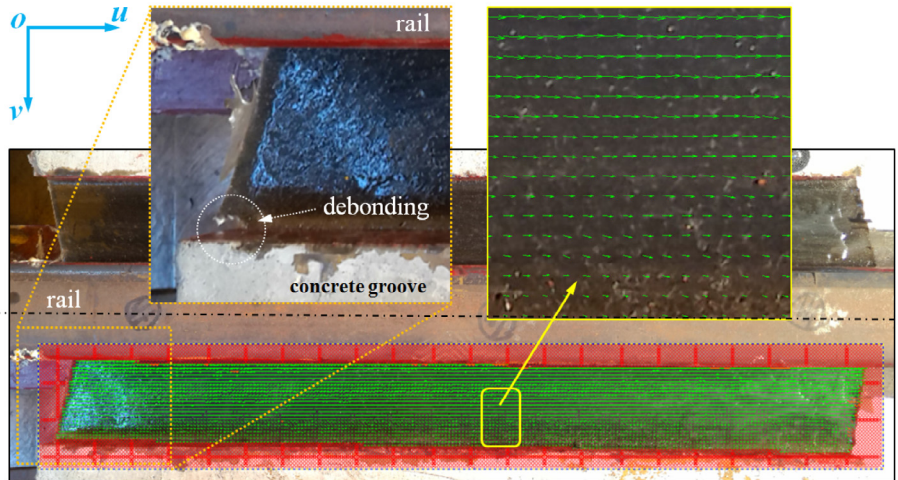 o u
v
rail
debonding
concrete groove
rail